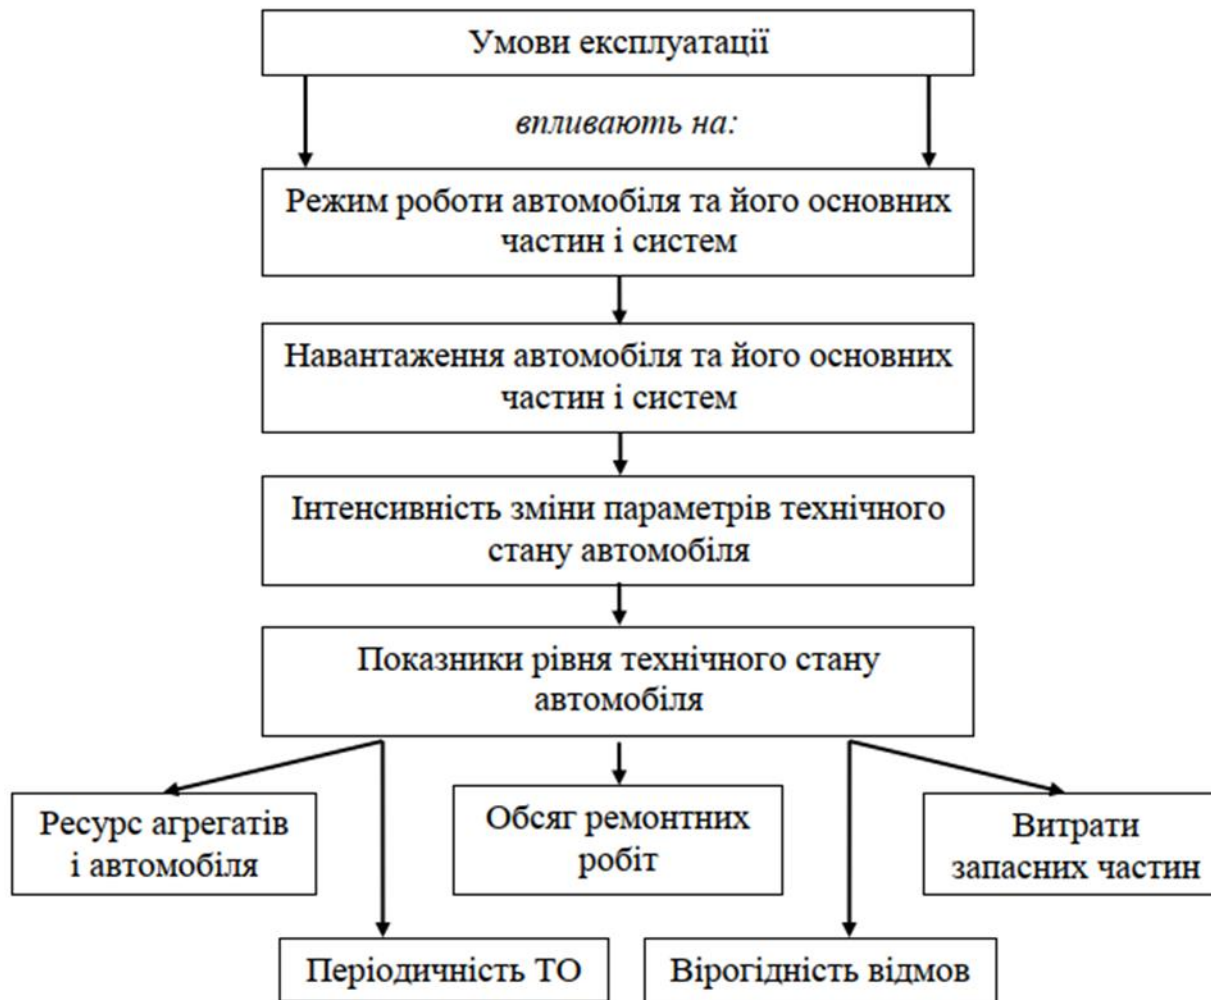 Умови експлуатації
впливають на:
Режим роботи автомобіля та його основних
частин і систем
Навантаження автомобіля та його основних
частин і систем
Інтенсивність зміни параметрів технічного
стану автомобіля
Показники рівня технічного стану
автомобіля
Ресурс агрегатів
і автомобіля
Обсяг ремонтних
робіт
Витрати
запасних частин
Періодичність ТО
Вірогідність відмов